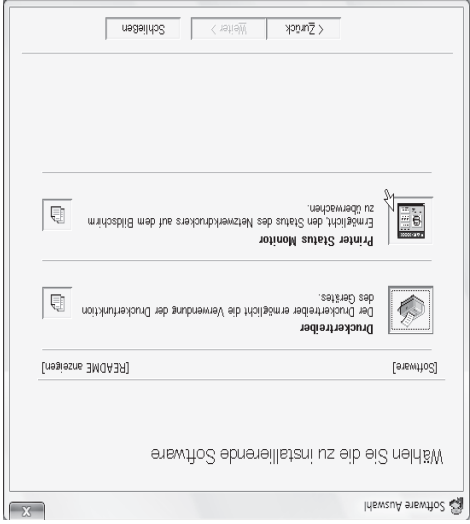 Software Auswahl
X
Wählen Sie die zu installierende Software
[Software]
[README anzeigen]
Druckertreiber
Der Druckertreiber ermöglicht die Verwendung der Druckerfunktion
des Gerätes.
Printer Status Monitor
Ermöglicht, den Status des Netzwerkdruckers auf dem Bildschirm
zu überwachen.
< Zurück
Weiter >
Schließen